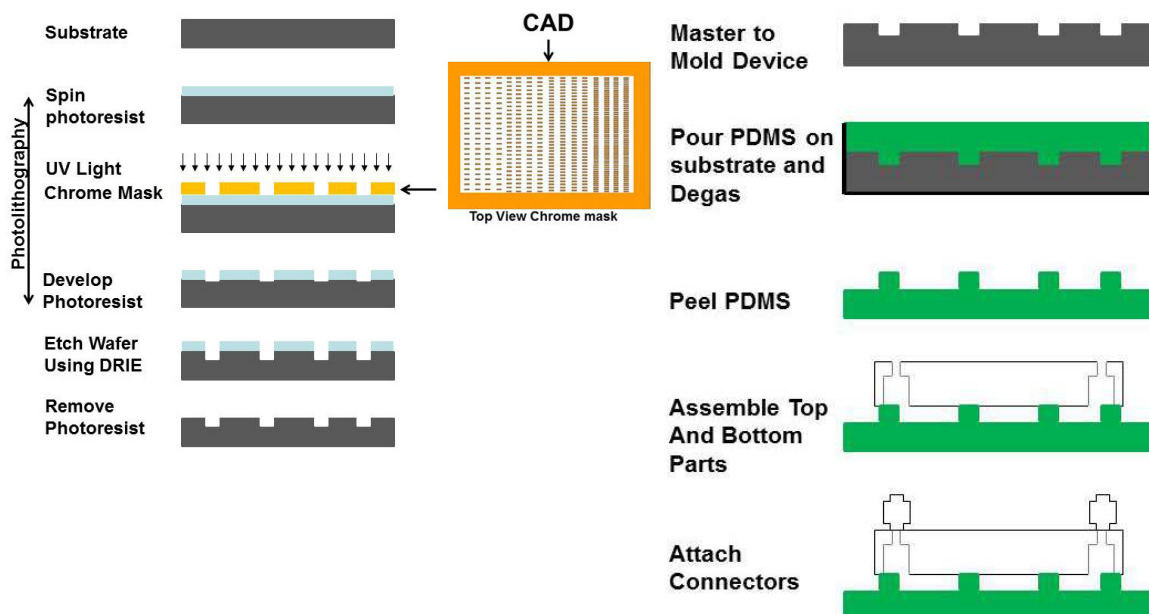 Substrate
Spin
photoresist
UV Light
Chrome Mask
Photolithography
Develop
Photoresist
Etch Wafer
Using DRIE
Remove
Photoresist
CAD
Top View Chrome mask
Master to
Mold Device
Pour PDMS on
substrate and
Degas
Peel PDMS
Assemble Top
And Bottom
Parts
Attach
Connectors